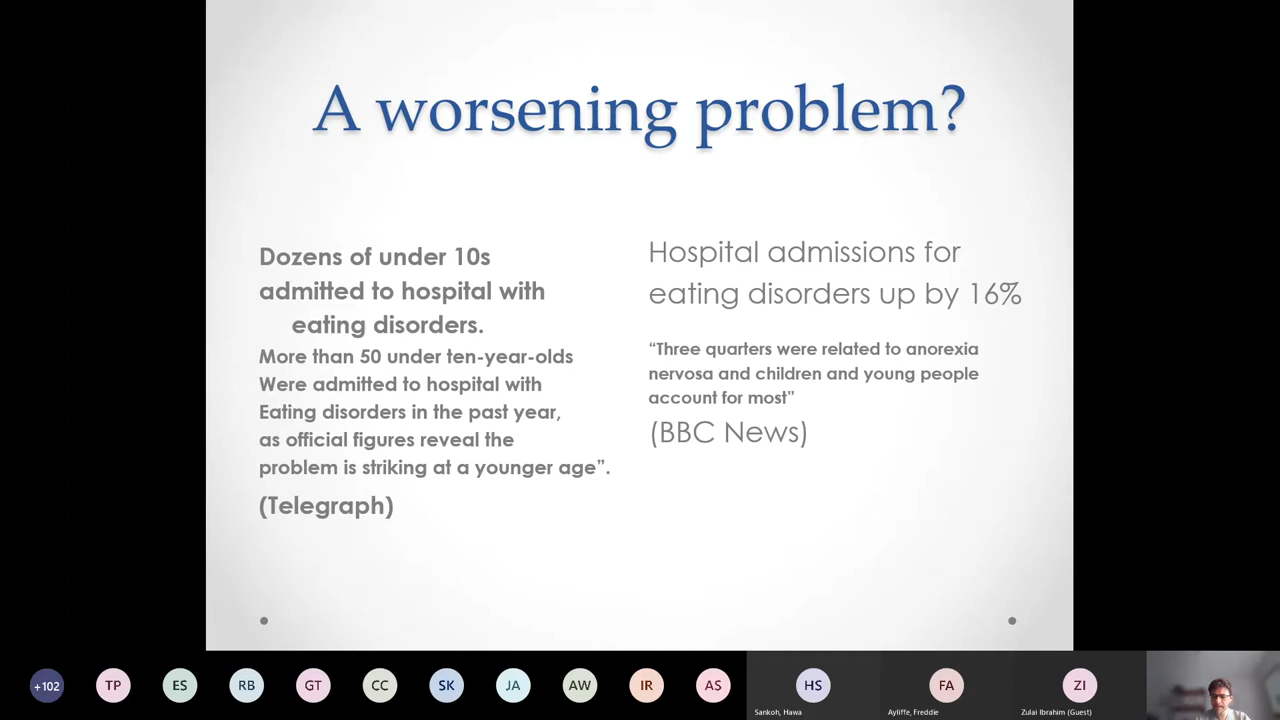 A worsening problem?
Dozens of under 10s
admitted to hospital with
eating disorders.
More than 50 under ten-year-olds
Were admitted to hospital with
Eating disorders in the past year,
as official figures reveal the
problem is striking at a younger age”.
(Telegraph)
Hospital admissions for
eating disorders up by 16%
“Three quarters were related to anorexia
nervosa and children and young people
account for most”
(BBC News)
+102 TP ES RB GT CC SK JA AW IR AS HS FA ZI
Sankoh, Hawa Ayliffe, Freddie Zulai Ibrahim (Guest)